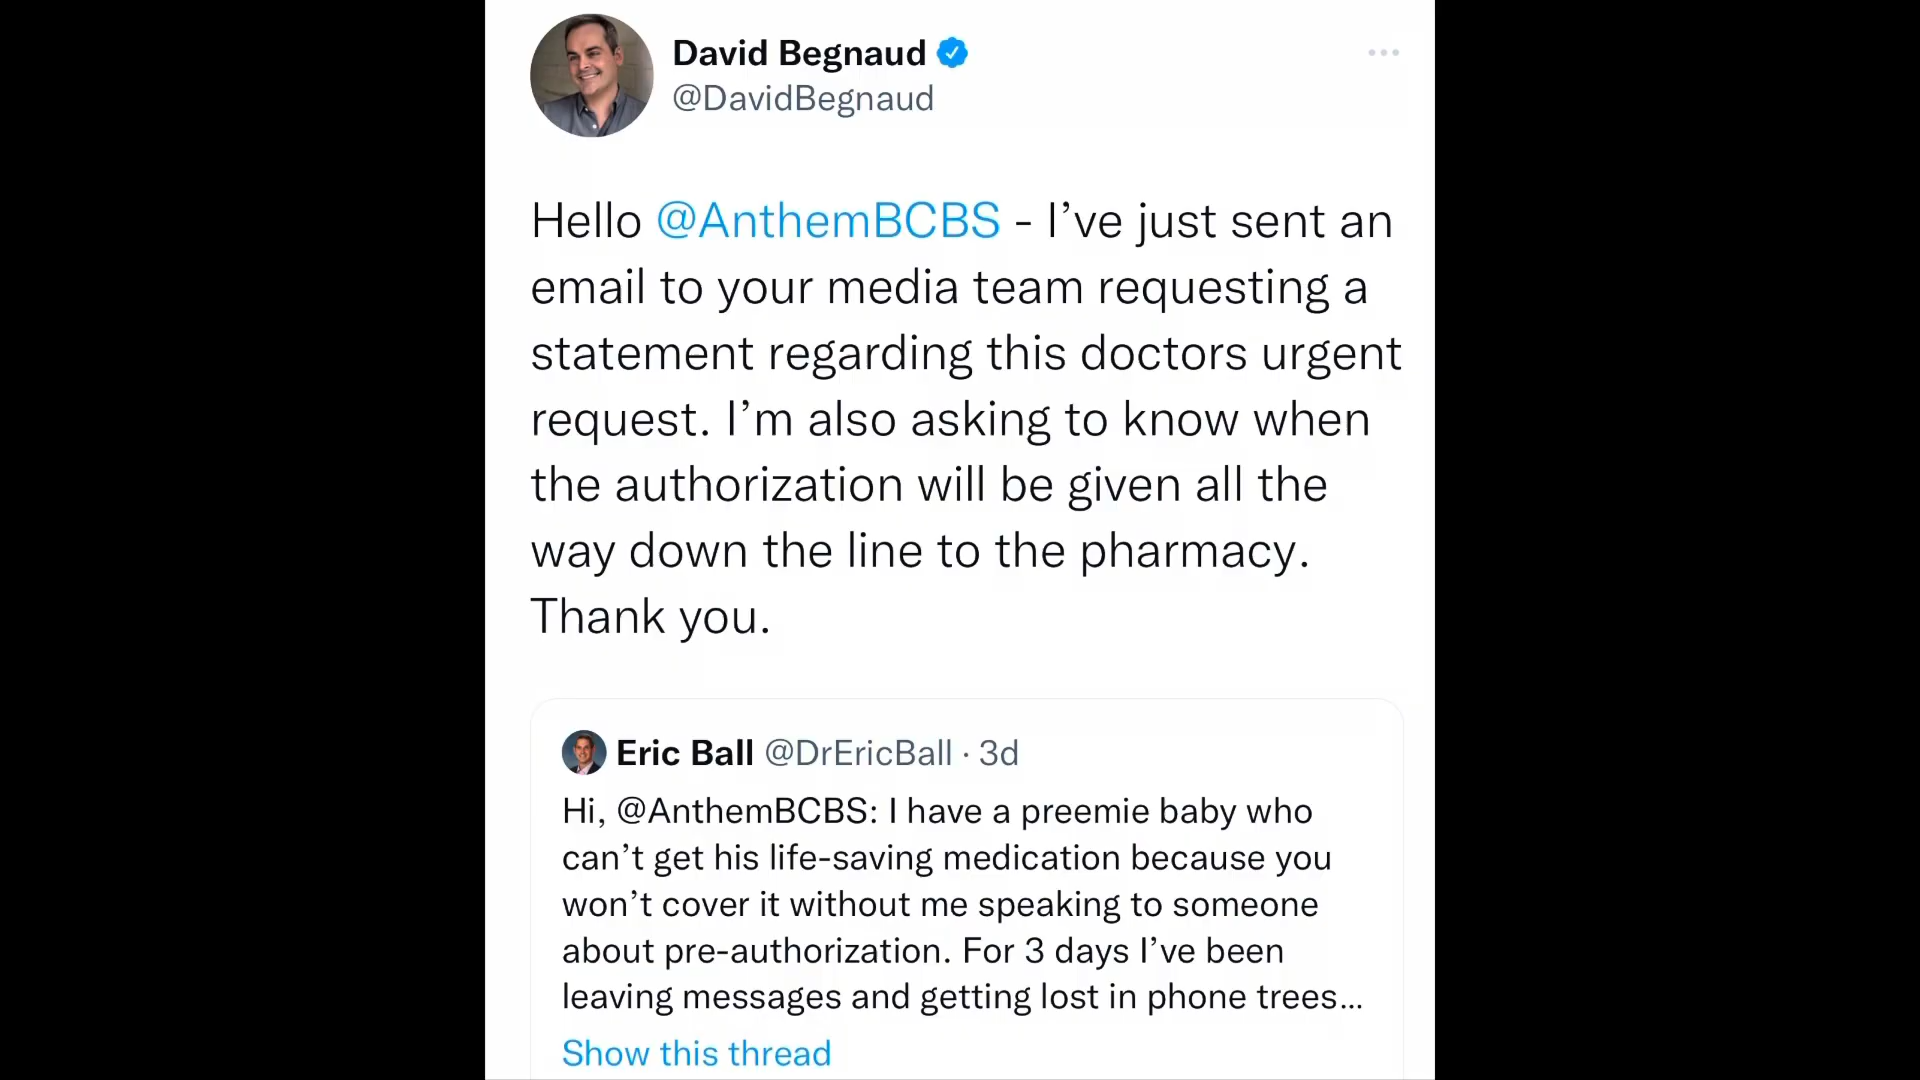 David Begnaud
@DavidBegnaud
Hello @AnthemBCBS - I’ve just sent an
email to your media team requesting a
statement regarding this doctors urgent
request. I’m also asking to know when
the authorization will be given all the
way down the line to the pharmacy.
Thank you.
Eric Ball @DrEricBall · 3d
Hi, @AnthemBCBS: I have a preemie baby who
can’t get his life-saving medication because you
won’t cover it without me speaking to someone
about pre-authorization. For 3 days I’ve been
leaving messages and getting lost in phone trees...
Show this thread